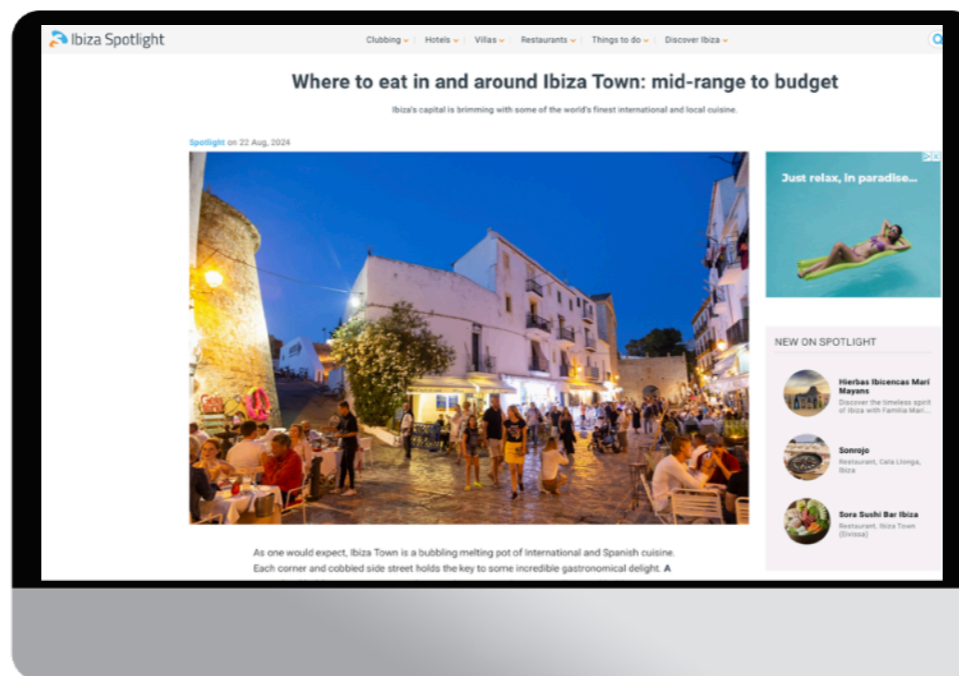 Ibiza Spotlight
Clubbing
Hotels
Villas
Restaurants
Things to do
Discover Ibiza
Where to eat in and around Ibiza Town: mid-range to budget
Ibiza's capital is brimming with some of the world's finest international and local cuisine.
Spotlight on 22 Aug, 2024
Just relax, in paradise...
NEW ON SPOTLIGHT
Hierbas Ibicencas Marí
Mayans
Discover the timeless spirit
of Ibiza with Familia Marí...
Sonrojo
Restaurant, Cala Llonga,
Ibiza
Sora Sushi Bar Ibiza
Restaurant, Ibiza Town
(Eivissa)
As one would expect, Ibiza Town is a bubbling melting pot of International and Spanish cuisine.
Each corner and cobbled side street holds the key to some incredible gastronomical delight. A